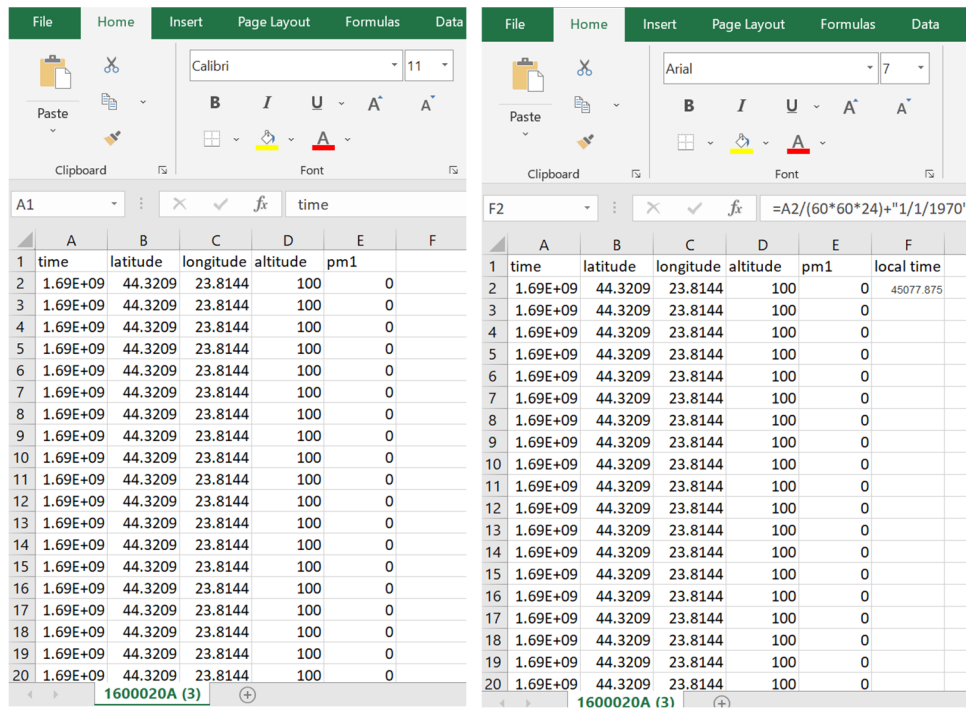 File Home Insert Page Layout Formulas Data
Calibri 11
Paste B I U A A
A
Clipboard Font
A1 fx time
A B C D E F
1 time latitude longitude altitude pm1
2 1.69E+09 44.3209 23.8144 100 0
3 1.69E+09 44.3209 23.8144 100 0
4 1.69E+09 44.3209 23.8144 100 0
5 1.69E+09 44.3209 23.8144 100 0
6 1.69E+09 44.3209 23.8144 100 0
7 1.69E+09 44.3209 23.8144 100 0
8 1.69E+09 44.3209 23.8144 100 0
9 1.69E+09 44.3209 23.8144 100 0
10 1.69E+09 44.3209 23.8144 100 0
11 1.69E+09 44.3209 23.8144 100 0
12 1.69E+09 44.3209 23.8144 100 0
13 1.69E+09 44.3209 23.8144 100 0
14 1.69E+09 44.3209 23.8144 100 0
15 1.69E+09 44.3209 23.8144 100 0
16 1.69E+09 44.3209 23.8144 100 0
17 1.69E+09 44.3209 23.8144 100 0
18 1.69E+09 44.3209 23.8144 100 0
19 1.69E+09 44.3209 23.8144 100 0
20 1.69E+09 44.3209 23.8144 100 0
1600020A (3)
File Home Insert Page Layout Formulas Data
Arial 7
Paste B I U A A
A
Clipboard Font
F2 fx =A2/(60*60*24)+"1/1/1970"
A B C D E F
1 time latitude longitude altitude pm1 local time
2 1.69E+09 44.3209 23.8144 100 0 45077.875
3 1.69E+09 44.3209 23.8144 100 0
4 1.69E+09 44.3209 23.8144 100 0
5 1.69E+09 44.3209 23.8144 100 0
6 1.69E+09 44.3209 23.8144 100 0
7 1.69E+09 44.3209 23.8144 100 0
8 1.69E+09 44.3209 23.8144 100 0
9 1.69E+09 44.3209 23.8144 100 0
10 1.69E+09 44.3209 23.8144 100 0
11 1.69E+09 44.3209 23.8144 100 0
12 1.69E+09 44.3209 23.8144 100 0
13 1.69E+09 44.3209 23.8144 100 0
14 1.69E+09 44.3209 23.8144 100 0
15 1.69E+09 44.3209 23.8144 100 0
16 1.69E+09 44.3209 23.8144 100 0
17 1.69E+09 44.3209 23.8144 100 0
18 1.69E+09 44.3209 23.8144 100 0
19 1.69E+09 44.3209 23.8144 100 0
20 1.69E+09 44.3209 23.8144 100 0
1600020A (3)